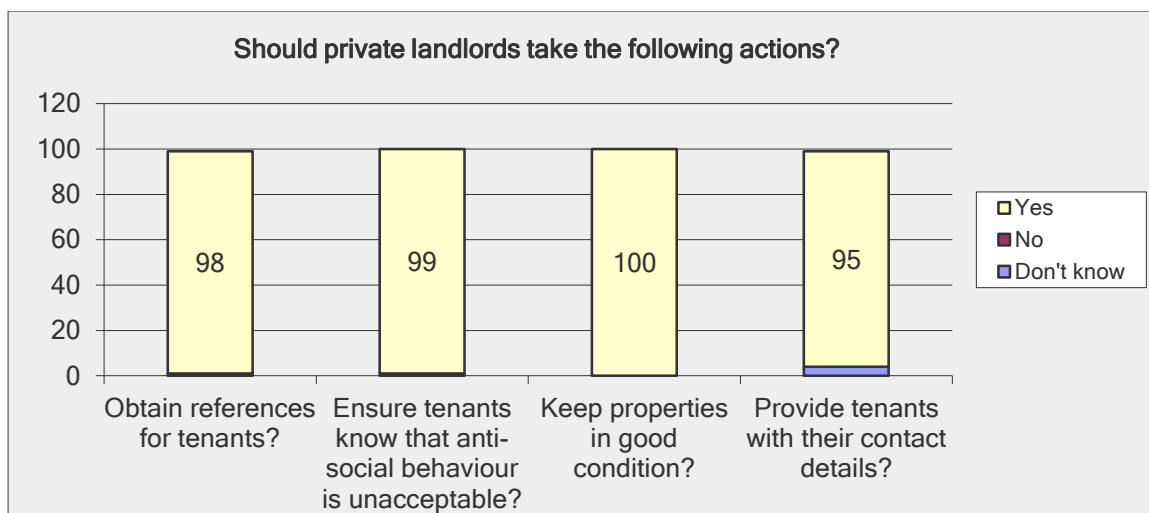 Should private landlords take the following actions?
120
100
80
60
40
20
0
98
99
100
95
Yes
No
Don't know
Obtain references
for tenants?
Ensure tenants
know that anti-
social behaviour
is unacceptable?
Keep properties
in good
condition?
Provide tenants
with their contact
details?